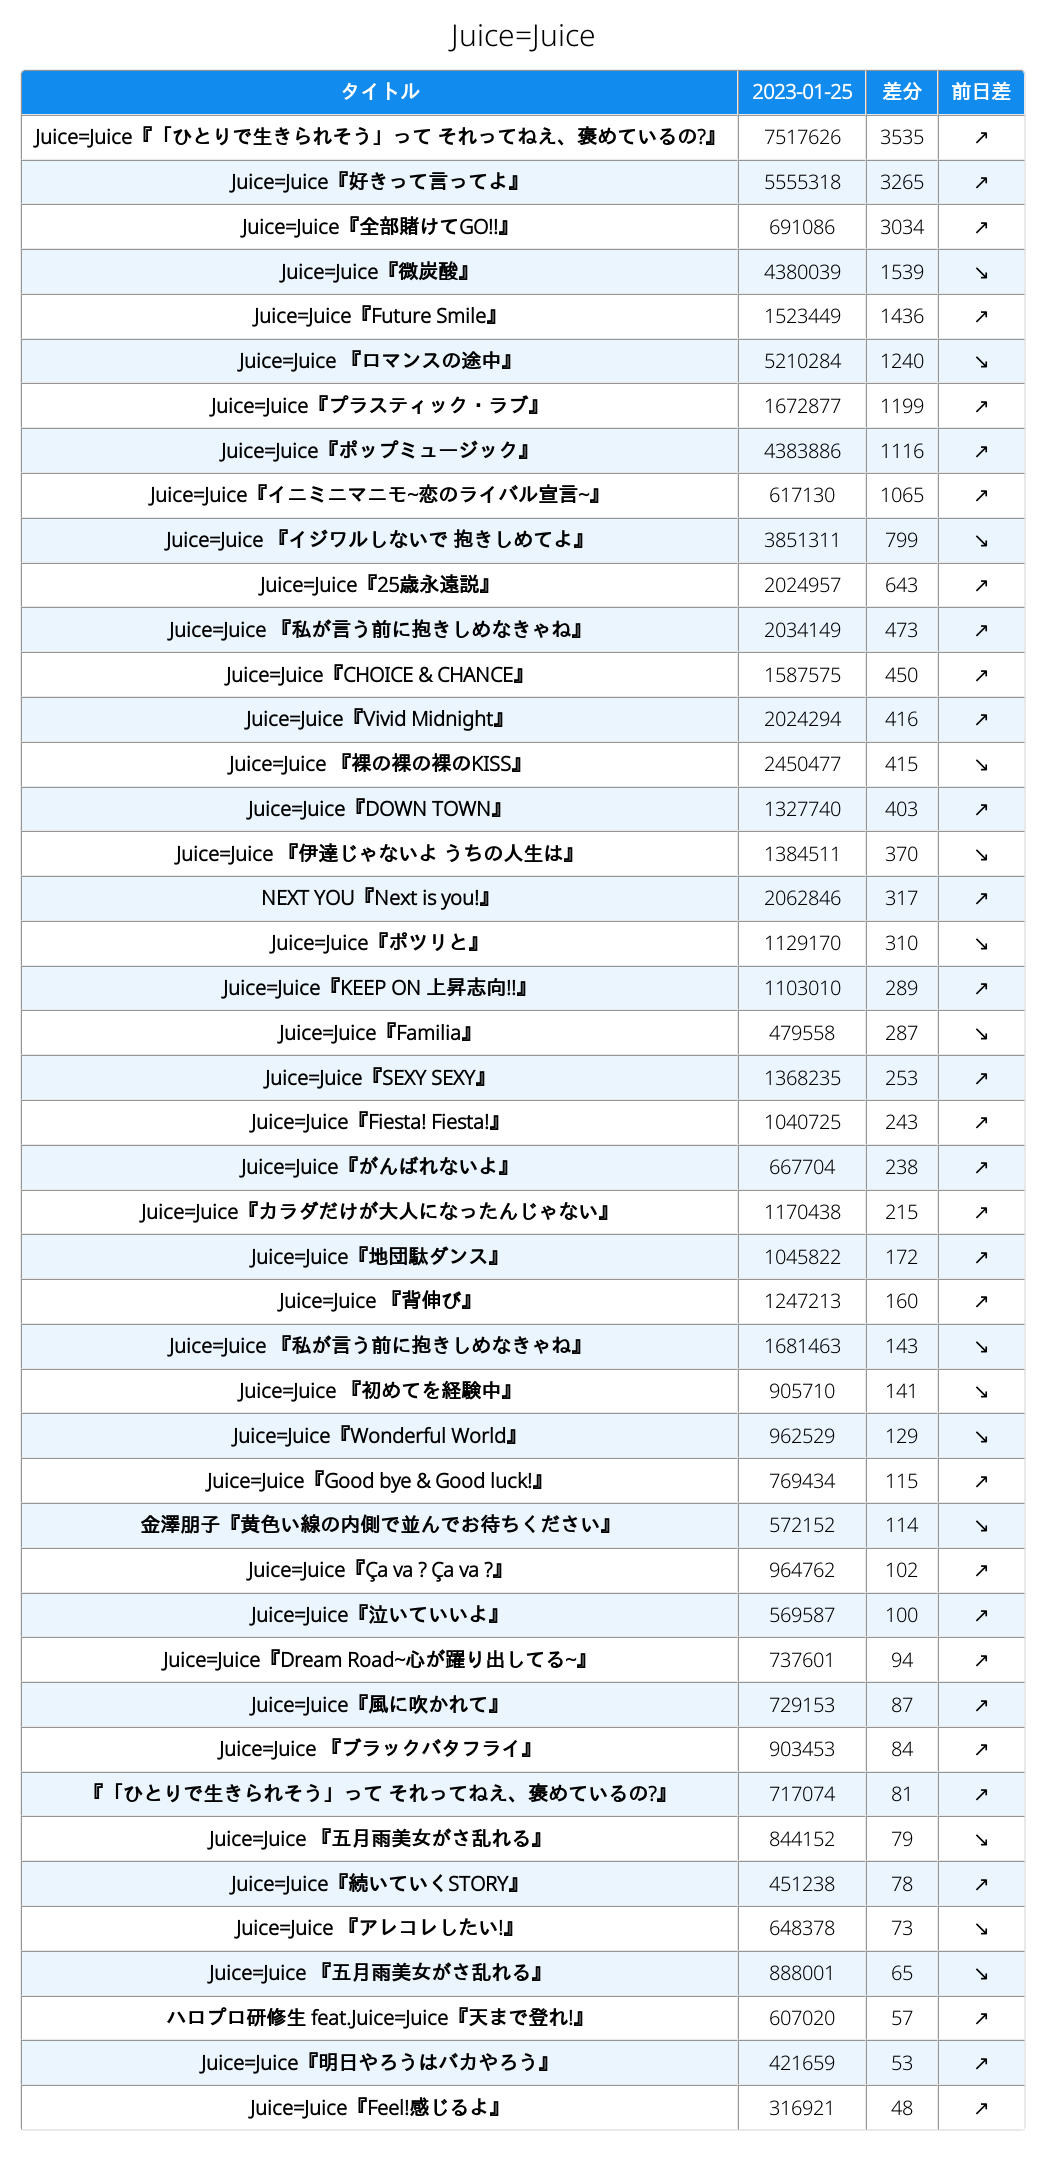 Juice=Juice
タイトル 2023-01-25 差分 前日差
Juice=Juice『「ひとりで生きられそう」って それってねえ、褒めているの?』 7517626 3535 ↗
Juice=Juice『好きって言ってよ』 5555318 3265 ↗
Juice=Juice『全部賭けてGO!!』 691086 3034 ↗
Juice=Juice『微炭酸』 4380039 1539 ↘
Juice=Juice『Future Smile』 1523449 1436 ↗
Juice=Juice 『ロマンスの途中』 5210284 1240 ↘
Juice=Juice『プラスティック・ラブ』 1672877 1199 ↗
Juice=Juice『ポップミュージック』 4383886 1116 ↗
Juice=Juice『イニミニマニモ~恋のライバル宣言~』 617130 1065 ↗
Juice=Juice 『イジワルしないで 抱きしめてよ』 3851311 799 ↘
Juice=Juice『25歳永遠説』 2024957 643 ↗
Juice=Juice 『私が言う前に抱きしめなきゃね』 2034149 473 ↗
Juice=Juice『CHOICE & CHANCE』 1587575 450 ↗
Juice=Juice『Vivid Midnight』 2024294 416 ↗
Juice=Juice 『裸の裸の裸のKISS』 2450477 415 ↘
Juice=Juice『DOWN TOWN』 1327740 403 ↗
Juice=Juice 『伊達じゃないよ うちの人生は』 1384511 370 ↘
NEXT YOU『Next is you!』 2062846 317 ↗
Juice=Juice『ポツリと』 1129170 310 ↘
Juice=Juice『KEEP ON 上昇志向!!』 1103010 289 ↗
Juice=Juice『Familia』 479558 287 ↘
Juice=Juice『SEXY SEXY』 1368235 253 ↗
Juice=Juice『Fiesta! Fiesta!』 1040725 243 ↗
Juice=Juice『がんばれないよ』 667704 238 ↗
Juice=Juice『カラダだけが大人になったんじゃない』 1170438 215 ↗
Juice=Juice『地団駄ダンス』 1045822 172 ↗
Juice=Juice 『背伸び』 1247213 160 ↗
Juice=Juice 『私が言う前に抱きしめなきゃね』 1681463 143 ↘
Juice=Juice 『初めてを経験中』 905710 141 ↘
Juice=Juice『Wonderful World』 962529 129 ↘
Juice=Juice『Good bye & Good luck!』 769434 115 ↗
金澤朋子『黄色い線の内側で並んでお待ちください』 572152 114 ↘
Juice=Juice『Ça va ? Ça va ?』 964762 102 ↗
Juice=Juice『泣いていいよ』 569587 100 ↗
Juice=Juice『Dream Road~心が躍り出してる~』 737601 94 ↗
Juice=Juice『風に吹かれて』 729153 87 ↗
Juice=Juice 『ブラックバタフライ』 903453 84 ↗
『「ひとりで生きられそう」って それってねえ、褒めているの?』 717074 81 ↗
Juice=Juice 『五月雨美女がさ乱れる』 844152 79 ↘
Juice=Juice『続いていくSTORY』 451238 78 ↗
Juice=Juice 『アレコレしたい!』 648378 73 ↘
Juice=Juice 『五月雨美女がさ乱れる』 888001 65 ↘
ハロプロ研修生 feat.Juice=Juice『天まで登れ!』 607020 57 ↗
Juice=Juice『明日やろうはバカやろう』 421659 53 ↗
Juice=Juice『Feel!感じるよ』 316921 48 ↗